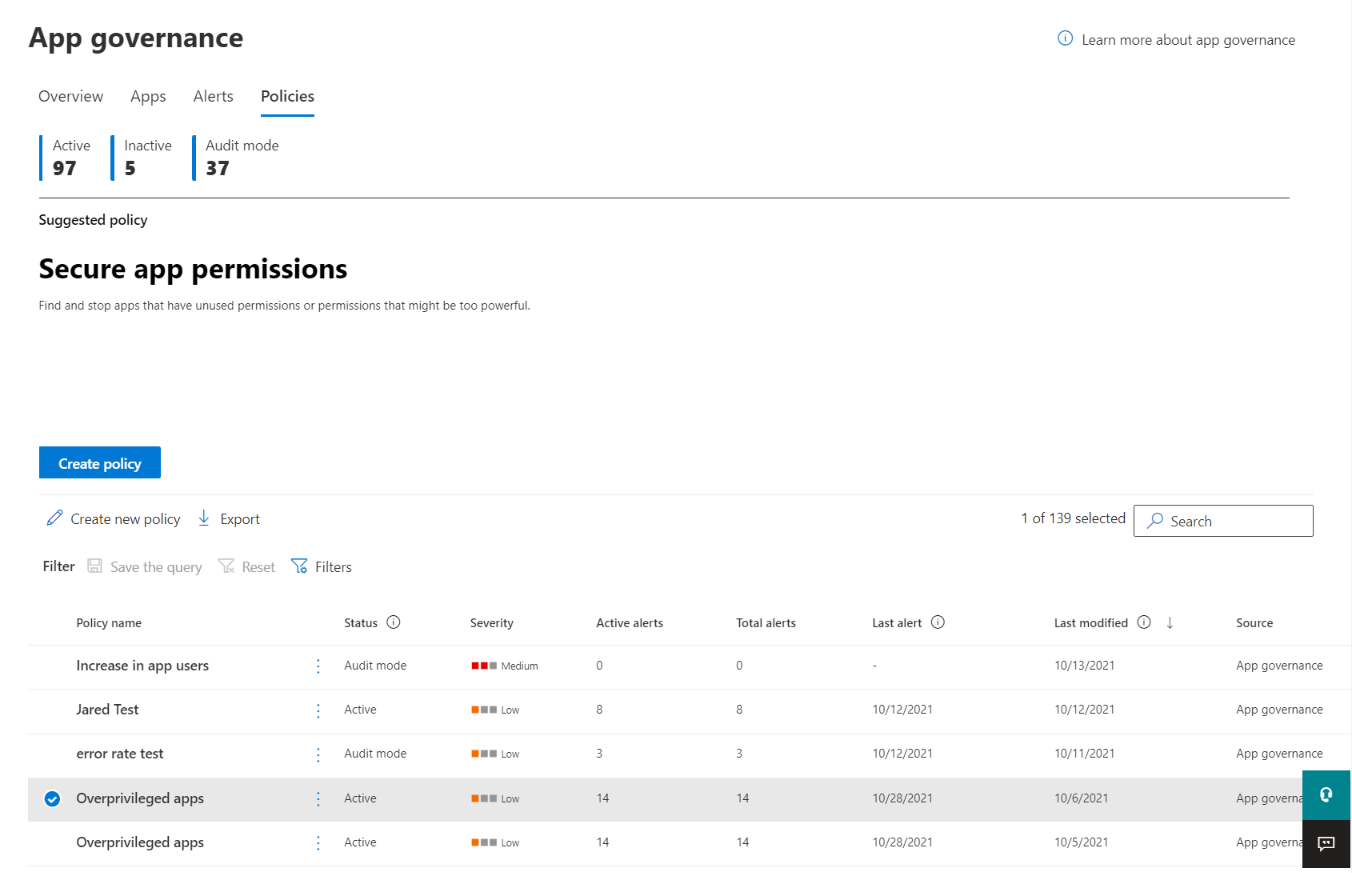 App governance
Learn more about app governance
Overview Apps Alerts Policies
Active Inactive Audit mode
97 5 37
Suggested policy
Secure app permissions
Find and stop apps that have unused permissions or permissions that might be too powerful.
Create policy
Create new policy Export 1 of 139 selected Search
Filter Save the query Reset Filters
Policy name Status Severity Active alerts Total alerts Last alert Last modified ↓ Source
Increase in app users Audit mode Medium 0 0 - 10/13/2021 App governance
Jared Test Active Low 8 8 10/12/2021 10/12/2021 App governance
error rate test Audit mode Low 3 3 10/12/2021 10/11/2021 App governance
Overprivileged apps Active Low 14 14 10/28/2021 10/6/2021 App governa
Overprivileged apps Active Low 14 14 10/28/2021 10/5/2021 App governa